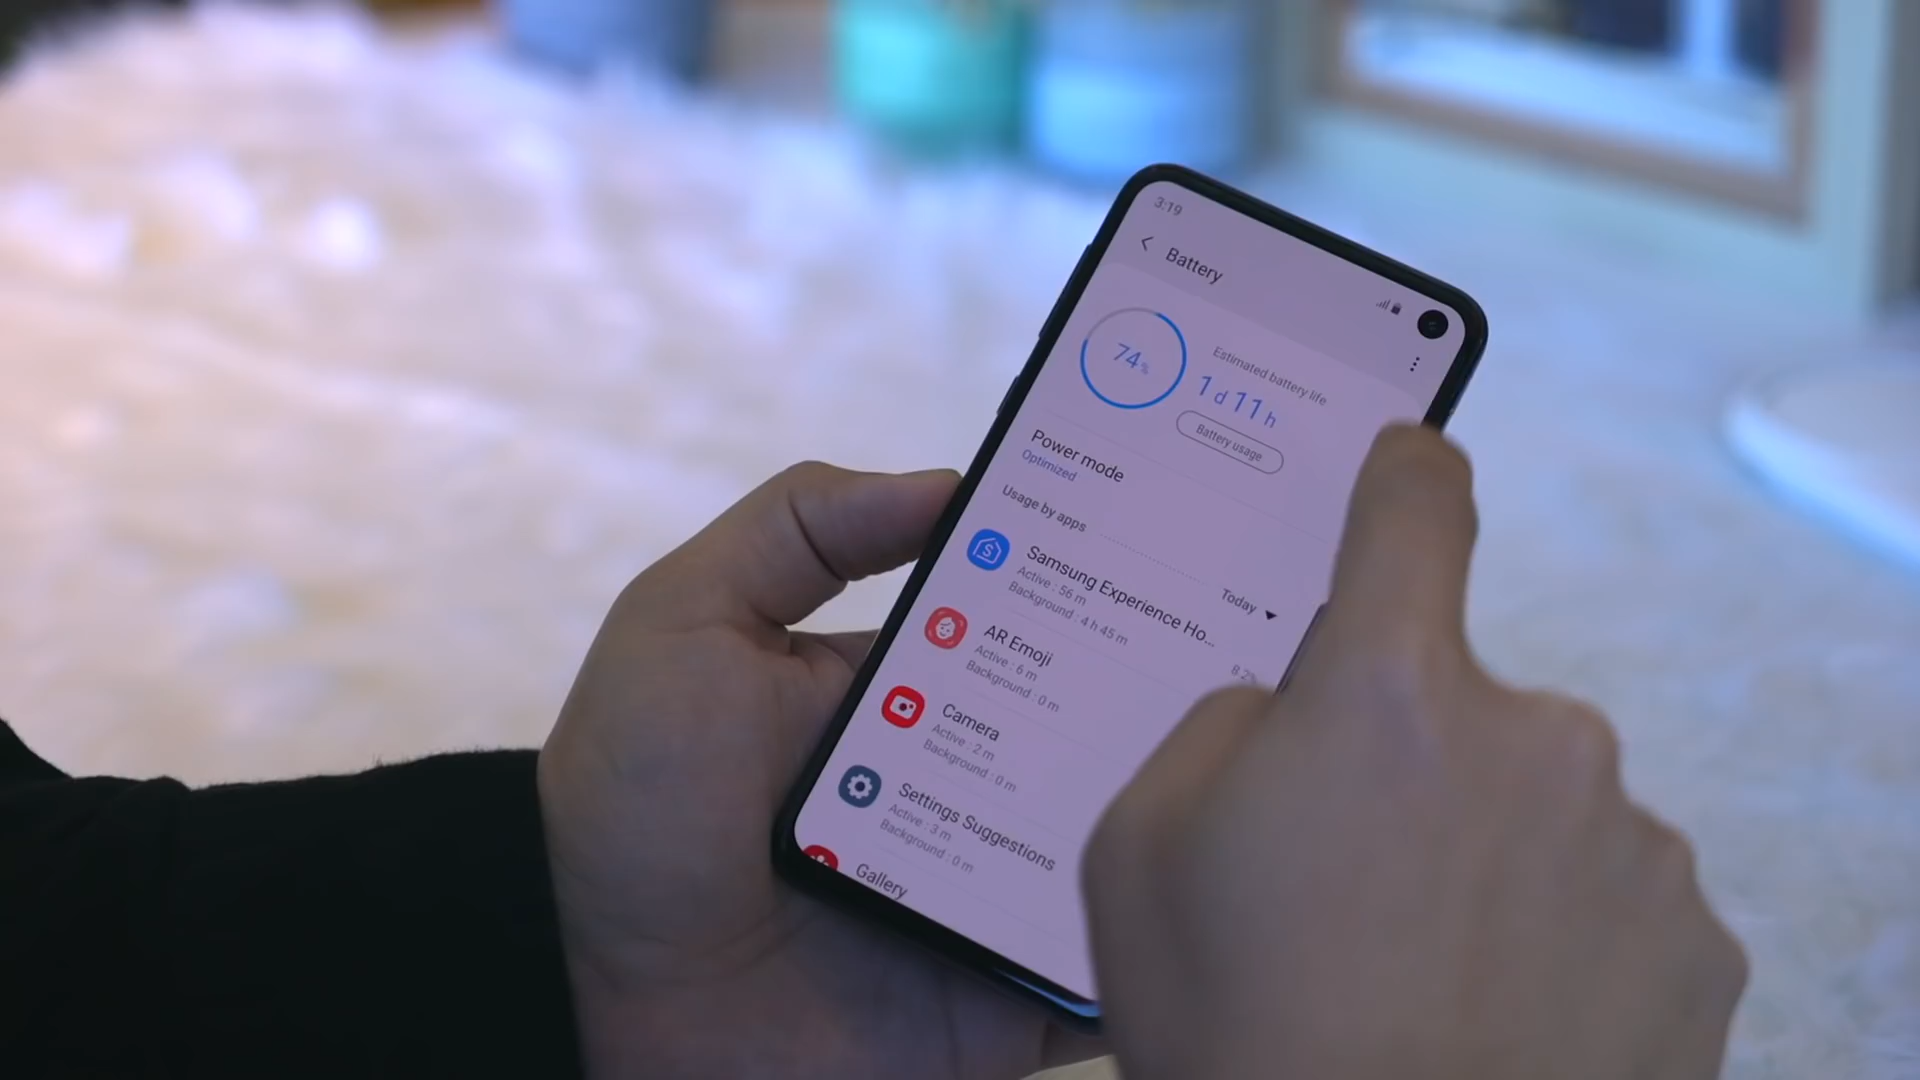 3:19
Battery
74%
Estimated battery life
1 d 11 h
Battery usage
Power mode
Optimized
Usage by apps
Today
Samsung Experience Ho...
Active : 56 m
Background : 4 h 45 m
8.2%
AR Emoji
Active : 6 m
Background : 0 m
Camera
Active : 2 m
Background : 0 m
Settings Suggestions
Active : 3 m
Background : 0 m
Gallery